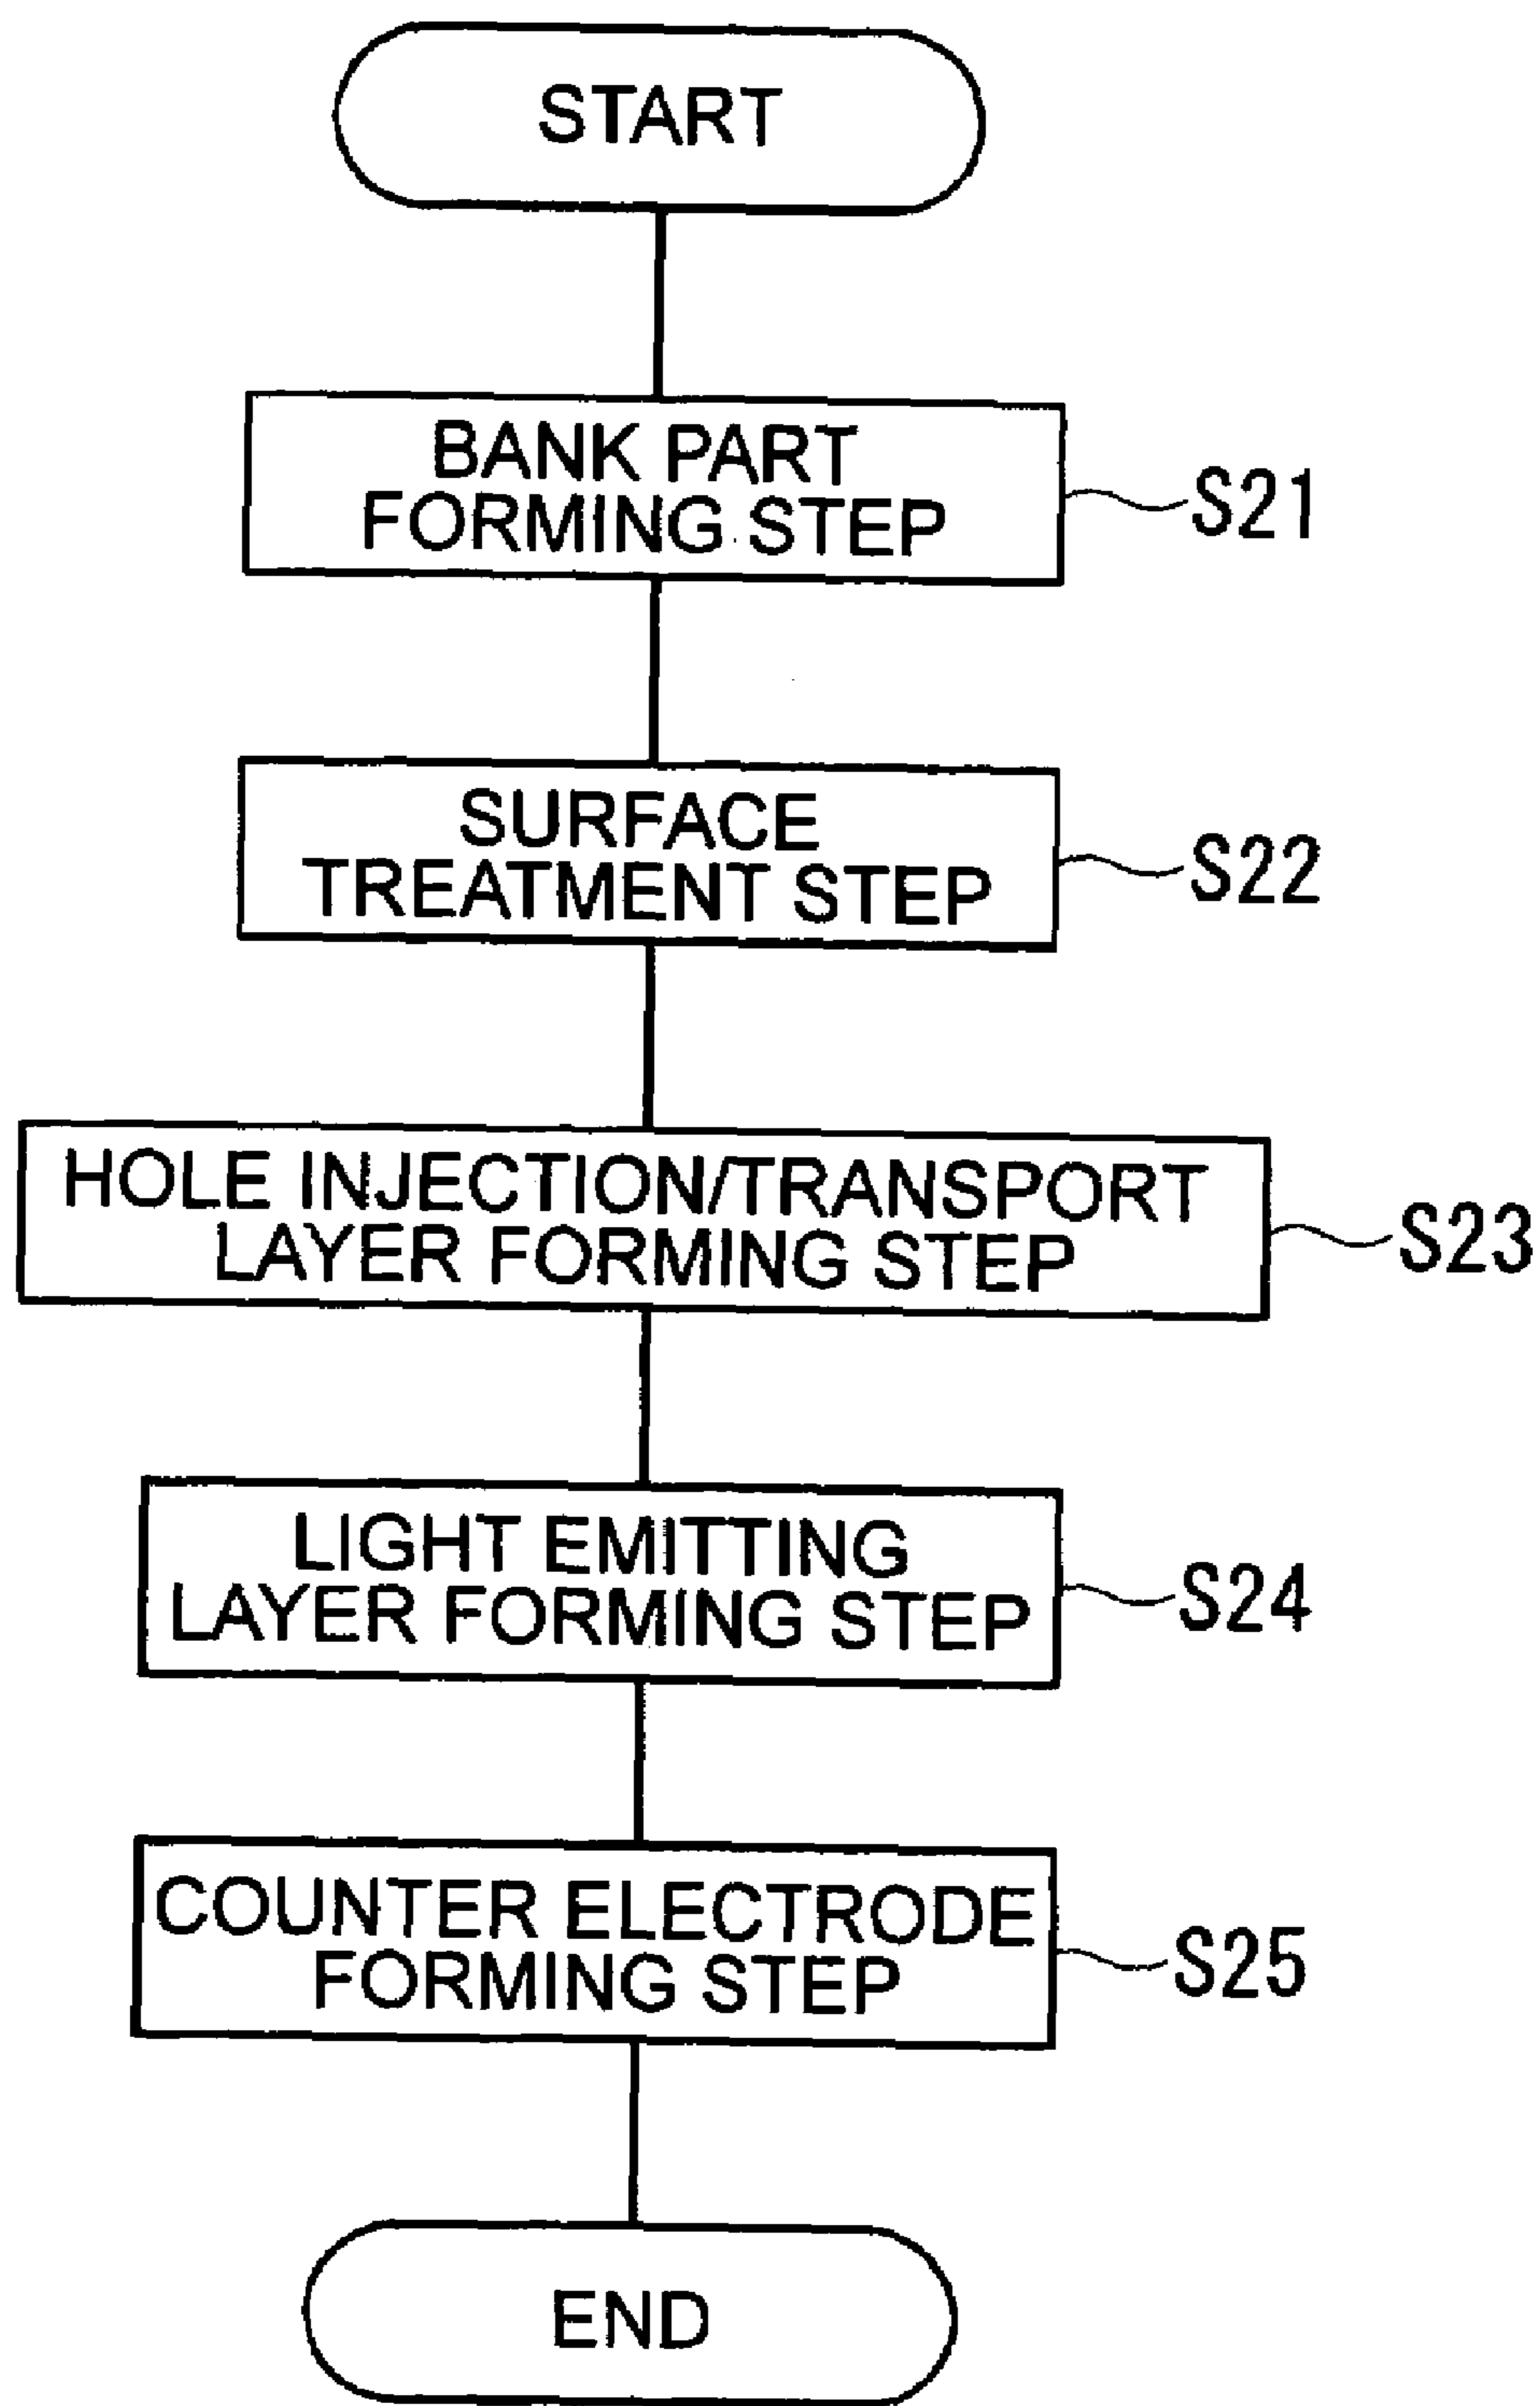 START
BANK PART
FORMING STEP
S21
SURFACE
TREATMENT STEP
S22
HOLE INJECTION/TRANSPORT
LAYER FORMING STEP
S23
LIGHT EMITTING
LAYER FORMING STEP
S24
COUNTER ELECTRODE
FORMING STEP
S25
END